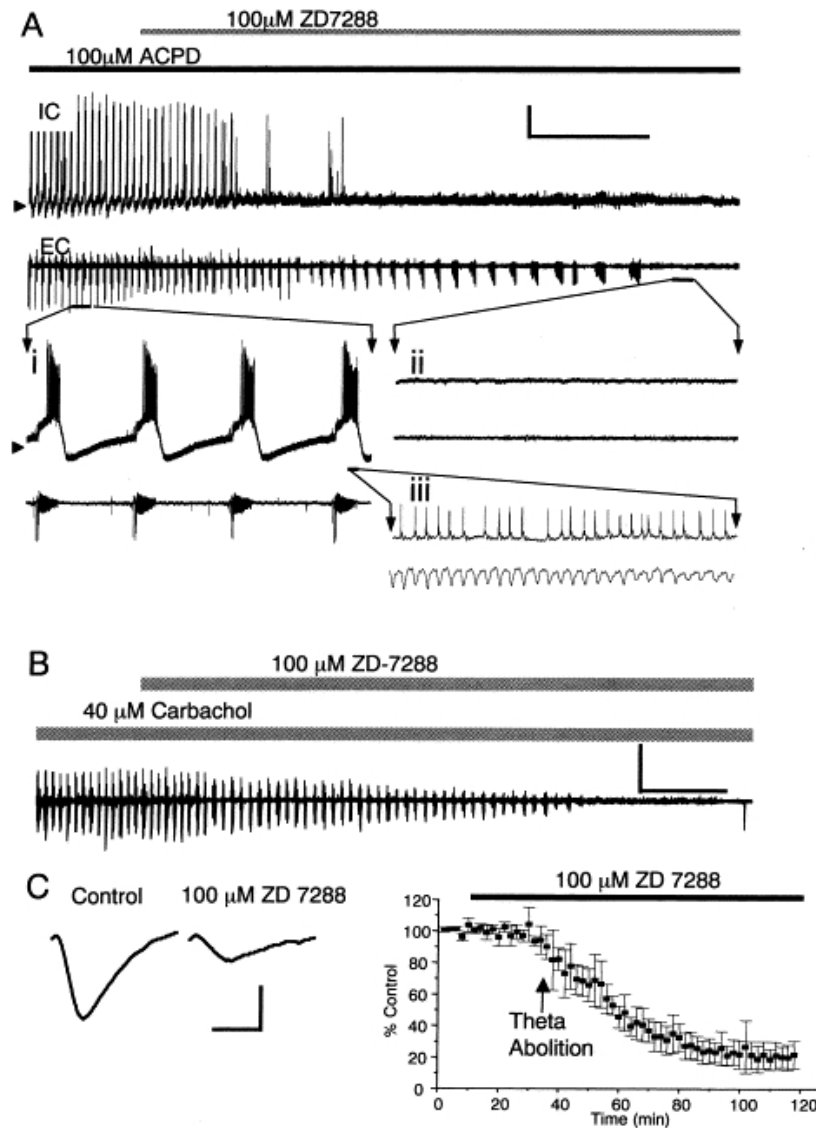 A
100µM ZD7288
100µM ACPD
IC
EC
i
ii
iii
B
100 µM ZD-7288
40 µM Carbachol
C
Control
100 µM ZD 7288
100 µM ZD 7288
120
100
80
60
40
20
0
% Control
Theta
Abolition
0 20 40 60 80 100 120
Time (min)